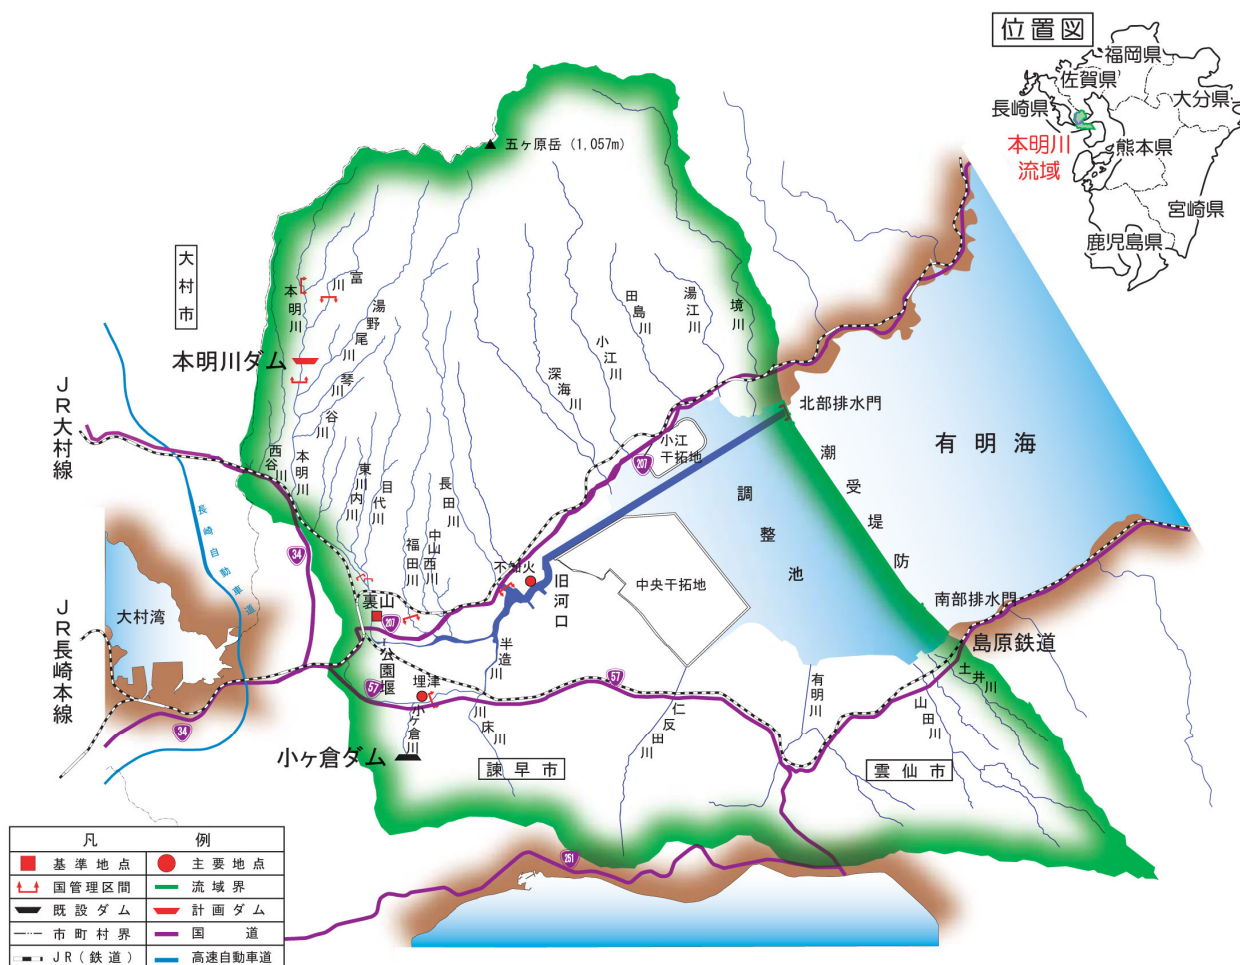 位置図
福岡県
佐賀県
長崎県
大分県
本明川
流域
熊本県
宮崎県
鹿児島県
五ヶ原岳（1,057m）
大村市
本明川
富川
湯野尾川
琴川
谷川
本明川ダム
西谷川
本明川
東川内川
目代川
長田川
福田川
中山西川
深海川
小江川
田島川
湯江川
境川
北部排水門
小江
干拓地
207
有明海
潮受堤防
調整池
中央干拓地
南部排水門
島原鉄道
JR大村線
JR長崎本線
長崎自動車道
大村湾
34
34
裏山
207
不知火
旧河口
公園堰
半造川
埋津
57
57
小ヶ倉川
川床川
小ヶ倉ダム
諫早市
仁反田川
有明川
山田川
土井川
雲仙市
251
凡例
基準地点
主要地点
国管理区間
流域界
既設ダム
計画ダム
市町村界
国道
JR(鉄道)
高速自動車道